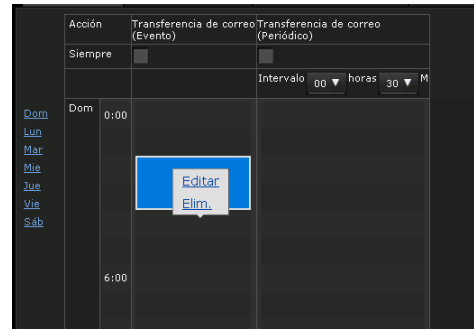 Acción
Transferencia de correo
(Evento)
Transferencia de correo
(Periódico)
Siempre
Intervalo 00 horas 30 M
Dom
Lun
Mar
Mie
Jue
Vie
Sáb
Dom
0:00
Editar
Elim.
6:00